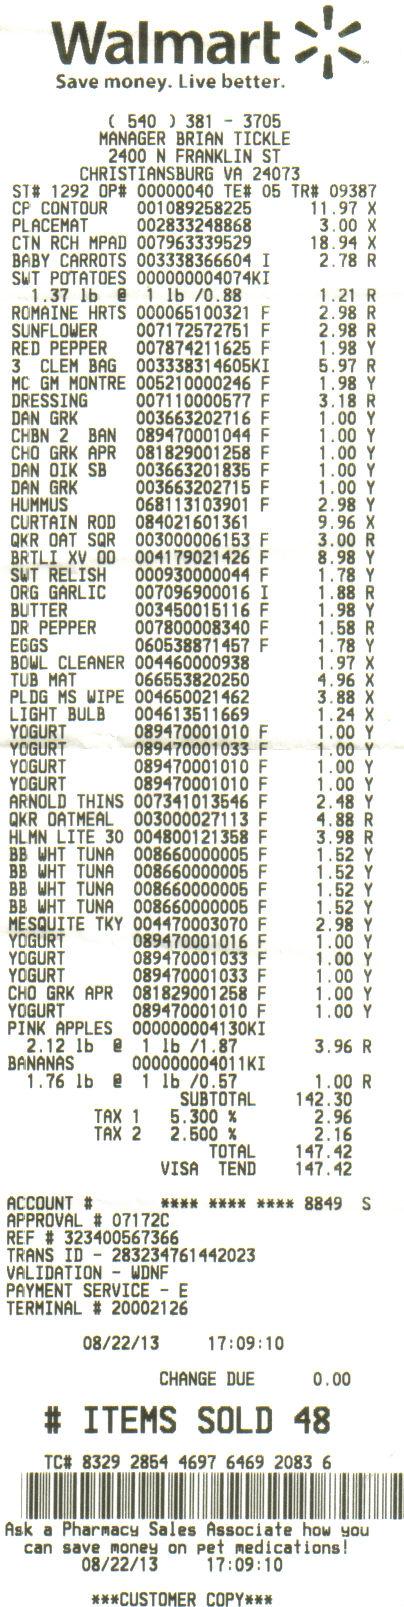 Walmart
Save money. Live better.
( 540 ) 381 - 3705
MANAGER BRIAN TICKLE
2400 N FRANKLIN ST
CHRISTIANSBURG VA 24073
ST# 1292 OP# 00000040 TE# 05 TR# 09387
CP CONTOUR 001089258225 11.97 X
PLACEMAT 002833248868 3.00 X
CTN RCH MPAD 007963339529 18.94 X
BABY CARROTS 003338366604 I 2.78 R
SWT POTATOES 000000004074KI
1.37 lb @ 1 lb /0.88 1.21 R
ROMAINE HRTS 000065100321 F 2.98 R
SUNFLOWER 007172572751 F 2.98 R
RED PEPPER 007874211625 F 1.98 Y
3 CLEM BAG 003338314605KI 5.97 R
MC GM MONTRE 005210000246 F 1.98 Y
DRESSING 007110000577 F 3.18 R
DAN GRK 003663202716 F 1.00 Y
CHBN 2 BAN 089470001044 F 1.00 Y
CHO GRK APR 081829001258 F 1.00 Y
DAN OIK SB 003663201835 F 1.00 Y
DAN GRK 003663202715 F 1.00 Y
HUMMUS 068113103901 F 2.98 Y
CURTAIN ROD 084021601361 9.96 X
QKR OAT SQR 003000006153 F 3.00 R
BRTLI XV OO 004179021426 F 8.98 Y
SWT RELISH 000930000044 F 1.78 Y
ORG GARLIC 007096900016 I 1.88 R
BUTTER 003450015116 F 1.98 Y
DR PEPPER 007800008340 F 1.58 R
EGGS 060538871457 F 1.78 Y
BOWL CLEANER 004460000938 1.97 X
TUB MAT 066553820250 4.96 X
PLDG MS WIPE 004650021462 3.88 X
LIGHT BULB 004613511669 1.24 X
YOGURT 089470001010 F 1.00 Y
YOGURT 089470001033 F 1.00 Y
YOGURT 089470001010 F 1.00 Y
YOGURT 089470001010 F 1.00 Y
ARNOLD THINS 007341013546 F 2.48 Y
QKR OATMEAL 003000027113 F 4.88 R
HLMN LITE 30 004800121358 F 3.98 R
BB WHT TUNA 008660000005 F 1.52 Y
BB WHT TUNA 008660000005 F 1.52 Y
BB WHT TUNA 008660000005 F 1.52 Y
BB WHT TUNA 008660000005 F 1.52 Y
MESQUITE TKY 004470003070 F 2.98 Y
YOGURT 089470001016 F 1.00 Y
YOGURT 089470001033 F 1.00 Y
YOGURT 089470001033 F 1.00 Y
CHO GRK APR 081829001258 F 1.00 Y
YOGURT 089470001010 F 1.00 Y
PINK APPLES 000000004130KI
2.12 lb @ 1 lb /1.87 3.96 R
BANANAS 000000004011KI
1.76 lb @ 1 lb /0.57 1.00 R
SUBTOTAL 142.30
TAX 1 5.300 % 2.96
TAX 2 2.500 % 2.16
TOTAL 147.42
VISA TEND 147.42
ACCOUNT # **** **** **** 8849 S
APPROVAL # 07172C
REF # 323400567366
TRANS ID - 283234761442023
VALIDATION - WDNF
PAYMENT SERVICE - E
TERMINAL # 20002126
08/22/13 17:09:10
CHANGE DUE 0.00
# ITEMS SOLD 48
TC# 8329 2854 4697 6469 2083 6
Ask a Pharmacy Sales Associate how you
can save money on pet medications!
08/22/13 17:09:10
***CUSTOMER COPY***